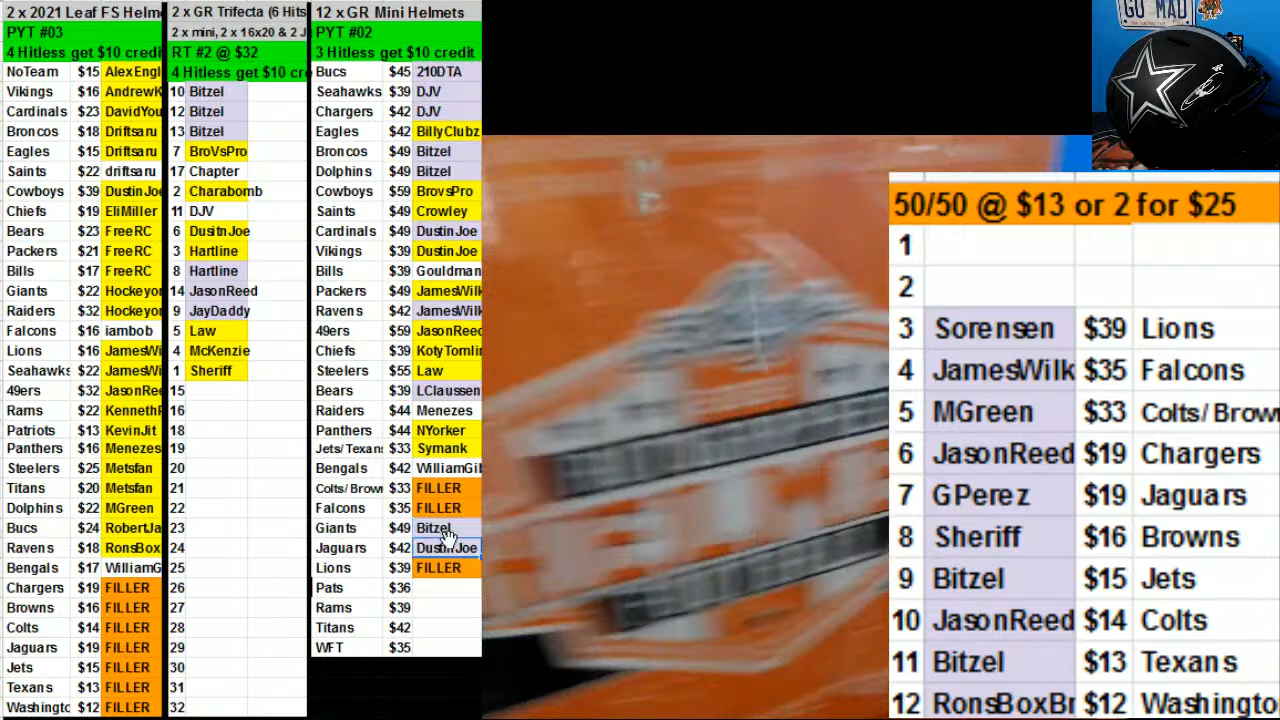 2 x 2021 Leaf FS Helm
PYT #03
4 Hitless get $10 credi
NoTeam $15 AlexEngl
Vikings $16 AndrewK
Cardinals $23 DavidYou
Broncos $18 Driftsaru
Eagles $15 Driftsaru
Saints $22 driftsaru
Cowboys $39 DustinJoe
Chiefs $19 EliMiller
Bears $23 FreeRC
Packers $21 FreeRC
Bills $17 FreeRC
Giants $22 Hockeyor
Raiders $32 Hockeyor
Falcons $16 iambob
Lions $16 JamesWi
Seahawks $22 JamesWi
49ers $32 JasonRee
Rams $22 KennethP
Patriots $13 KevinJit
Panthers $16 Menezes
Steelers $25 Metsfan
Titans $20 Metsfan
Dolphins $22 MGreen
Bucs $24 RobertJa
Ravens $18 RonsBox
Bengals $17 WilliamG
Chargers $19 FILLER
Browns $16 FILLER
Colts $14 FILLER
Jaguars $19 FILLER
Jets $15 FILLER
Texans $13 FILLER
Washingto $12 FILLER
2 x GR Trifecta (6 Hits
2 x mini, 2 x 16x20 & 2 J
RT #2 @ $32
4 Hitless get $10 cre
10 Bitzel
12 Bitzel
13 Bitzel
7 BroVsPro
17 Chapter
2 Charabomb
11 DJV
6 DusitnJoe
3 Hartline
8 Hartline
14 JasonReed
9 JayDaddy
5 Law
4 McKenzie
1 Sheriff
15
16
18
19
20
21
22
23
24
25
26
27
28
29
30
31
32
12 x GR Mini Helmets
PYT #02
3 Hitless get $10 credit
Bucs $45 210DTA
Seahawks $39 DJV
Chargers $42 DJV
Eagles $42 BillyClubz
Broncos $49 Bitzel
Dolphins $49 Bitzel
Cowboys $59 BrovsPro
Saints $49 Crowley
Cardinals $49 DustinJoe
Vikings $39 DustinJoe
Bills $39 Gouldman
Packers $49 JamesWilk
Ravens $42 JamesWilk
49ers $59 JasonReed
Chiefs $39 KotyTomlin
Steelers $55 Law
Bears $39 LClaussen
Raiders $44 Menezes
Panthers $44 NYorker
Jets/Texans $33 Symank
Bengals $42 WilliamGib
Colts/Brown $33 FILLER
Falcons $35 FILLER
Giants $49 Bitzel
Jaguars $42 DustinJoe
Lions $39 FILLER
Pats $36
Rams $39
Titans $42
WFT $35
GO MAD
50/50 @ $13 or 2 for $25
1
2
3 Sorensen $39 Lions
4 JamesWilk $35 Falcons
5 MGreen $33 Colts/Brown
6 JasonReed $19 Chargers
7 GPerez $19 Jaguars
8 Sheriff $16 Browns
9 Bitzel $15 Jets
10 JasonReed $14 Colts
11 Bitzel $13 Texans
12 RonsBoxBr $12 Washingto